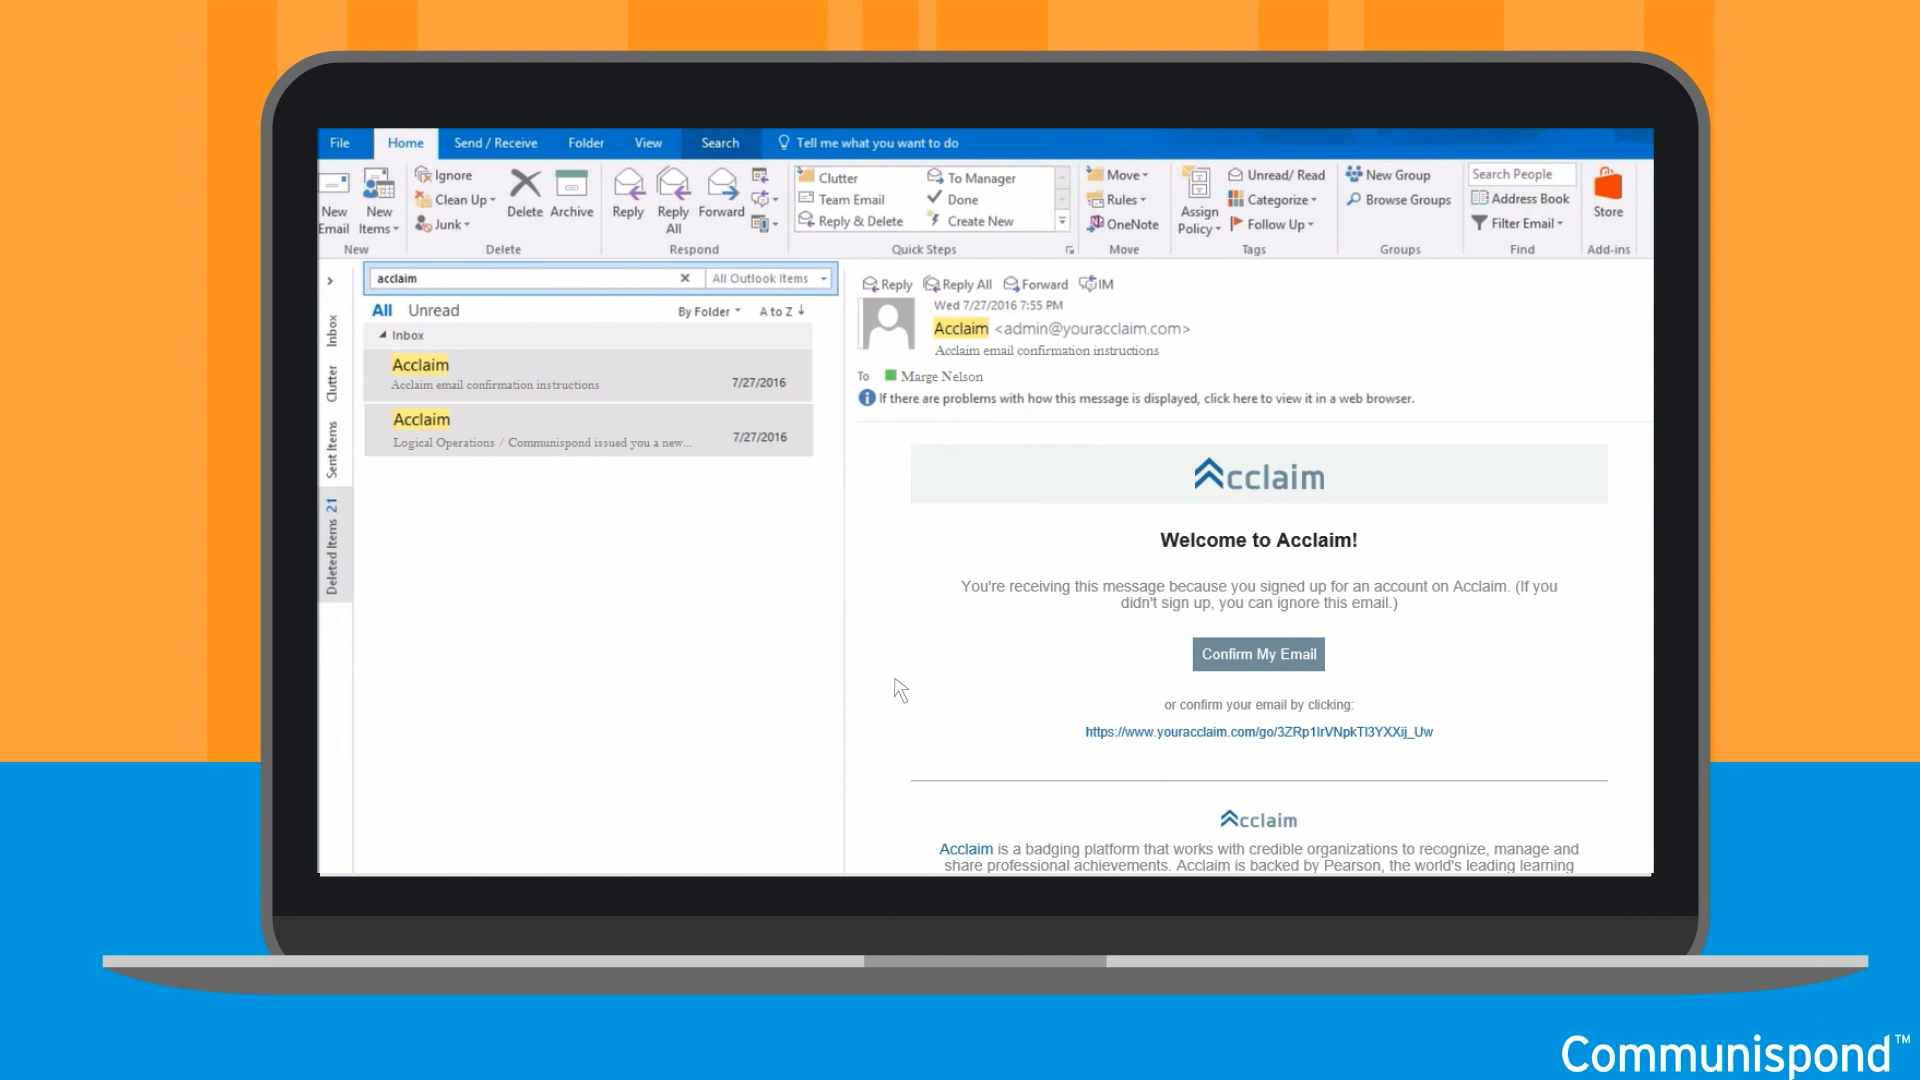 File Home Send / Receive Folder View Search Tell me what you want to do
New Email
New Items
New
Ignore
Clean Up
Junk
Delete Archive
Delete
Reply Reply All Forward
Respond
Clutter To Manager
Team Email Done
Reply & Delete Create New
Quick Steps
Move
Rules
OneNote
Move
Assign Policy
Unread/ Read
Categorize
Follow Up
Tags
New Group
Browse Groups
Groups
Search People
Address Book
Filter Email
Find
Store
Add-ins
Inbox
Clutter
Sent Items
Deleted Items 21
acclaim All Outlook Items
All Unread By Folder A to Z
Inbox
Acclaim
Acclaim email confirmation instructions 7/27/2016
Acclaim
Logical Operations / Communispond issued you a new... 7/27/2016
Reply Reply All Forward IM
Wed 7/27/2016 7:55 PM
Acclaim <admin@youracclaim.com>
Acclaim email confirmation instructions
To Marge Nelson
If there are problems with how this message is displayed, click here to view it in a web browser.
Acclaim
Welcome to Acclaim!
You're receiving this message because you signed up for an account on Acclaim. (If you
didn't sign up, you can ignore this email.)
Confirm My Email
or confirm your email by clicking:
https://www.youracclaim.com/go/3ZRp1IrVNpkTI3YXXij_Uw
Acclaim
Acclaim is a badging platform that works with credible organizations to recognize, manage and
share professional achievements. Acclaim is backed by Pearson, the world's leading learning
Communispond™